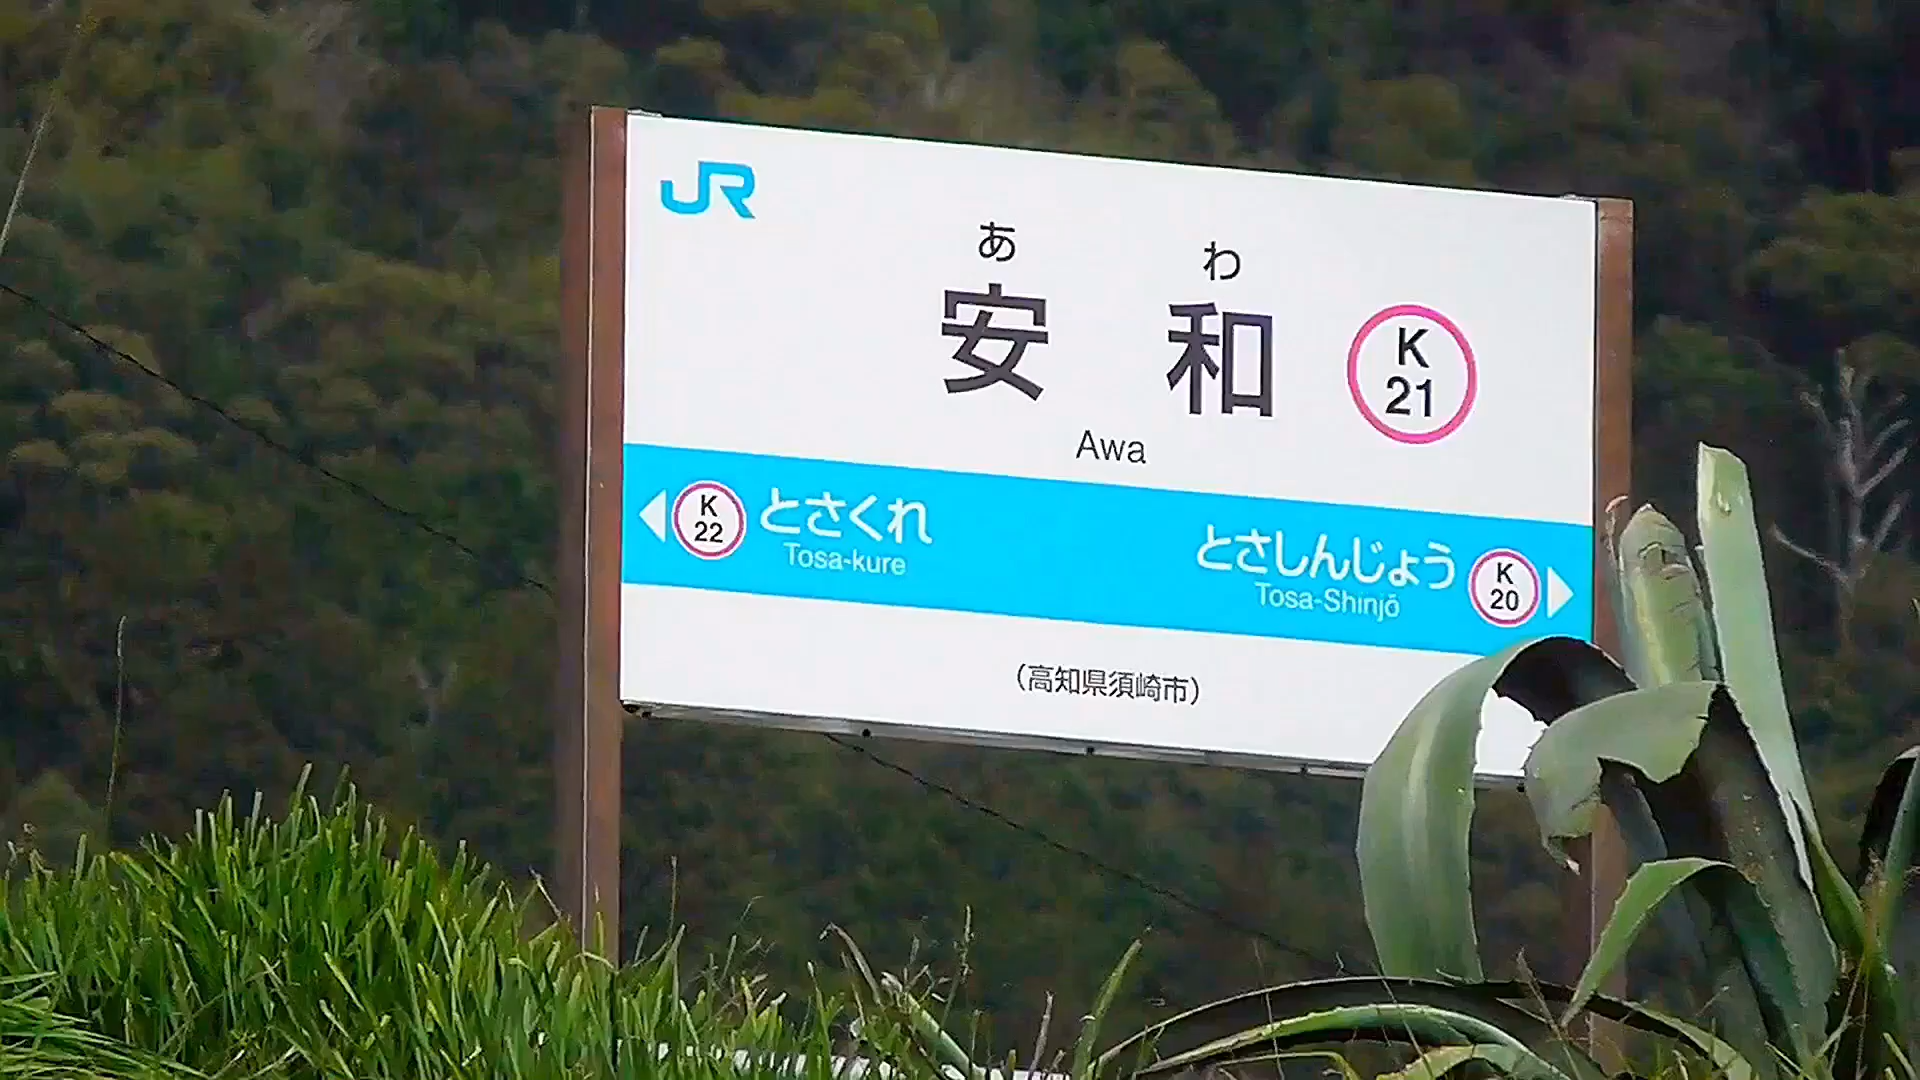 JR
あ わ
安 和
K
21
Awa
K
22
とさくれ
Tosa-kure
とさしんじょう
Tosa-Shinjō
K
20
(高知県須崎市)